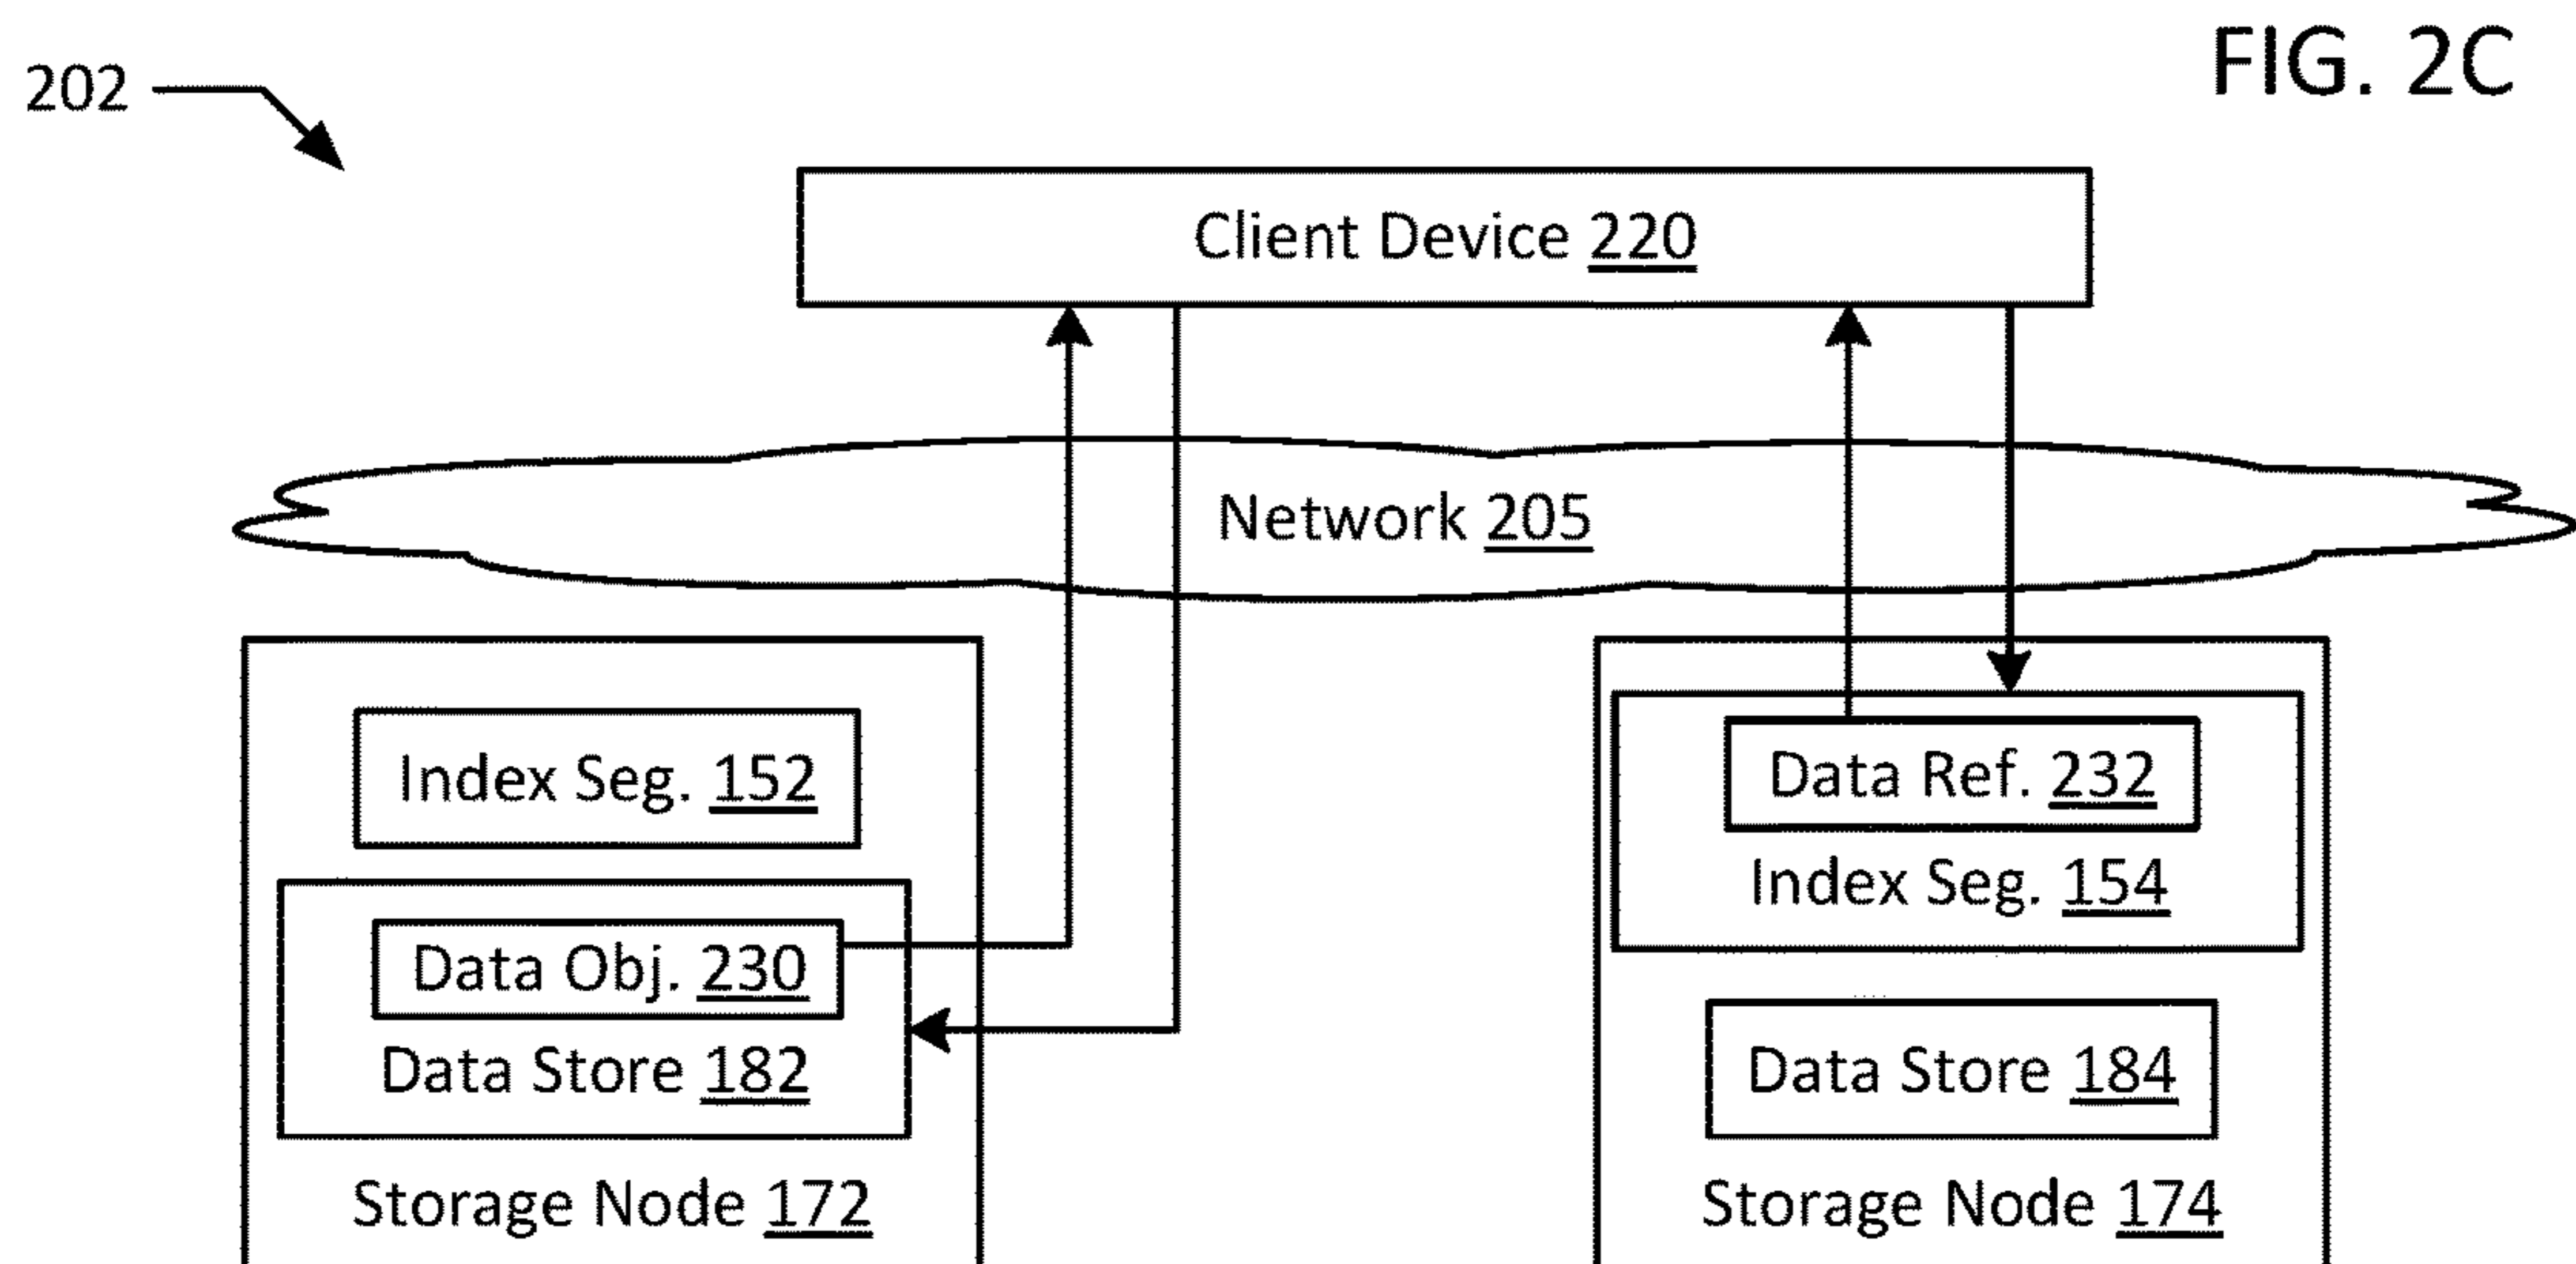 FIG. 2C
202
Client Device 220
Network 205
Index Seg. 152
Data Obj. 230
Data Store 182
Storage Node 172
Data Ref. 232
Index Seg. 154
Data Store 184
Storage Node 174